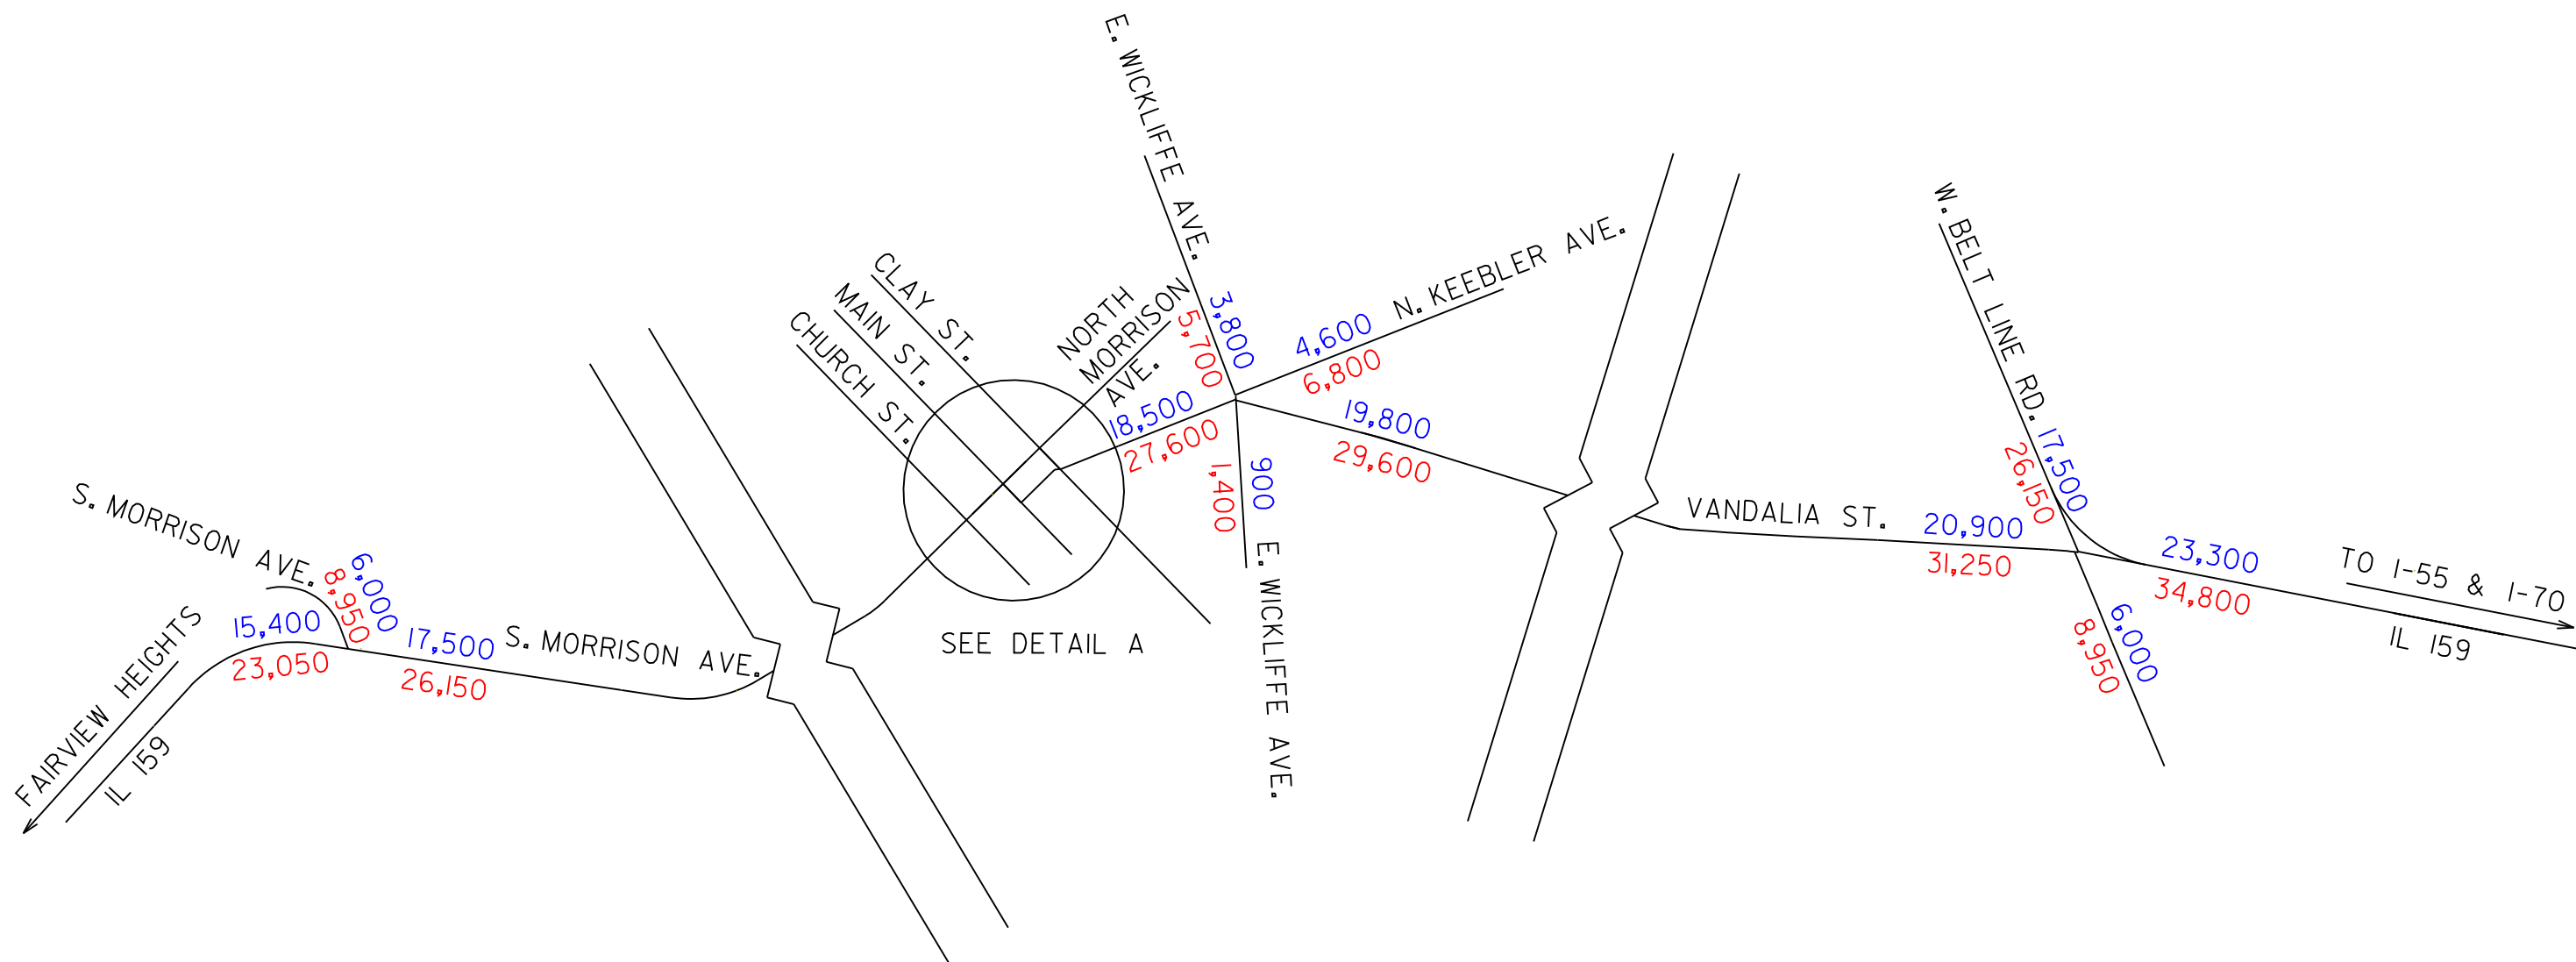 S. MORRISON AVE.
6,000
8,950
15,400
23,050
17,500
26,150
S. MORRISON AVE.
FAIRVIEW HEIGHTS
IL 159
CHURCH ST.
MAIN ST.
CLAY ST.
NORTH
MORRISON
AVE.
SEE DETAIL A
18,500
27,600
E. WICKLIFFE AVE.
3,800
5,700
4,600
6,800
N. KEEBLER AVE.
19,800
29,600
900
1,400
E. WICKLIFFE AVE.
VANDALIA ST.
20,900
31,250
W. BELT LINE RD.
17,500
26,150
6,000
8,950
23,300
34,800
TO I-55 & I-70
IL 159